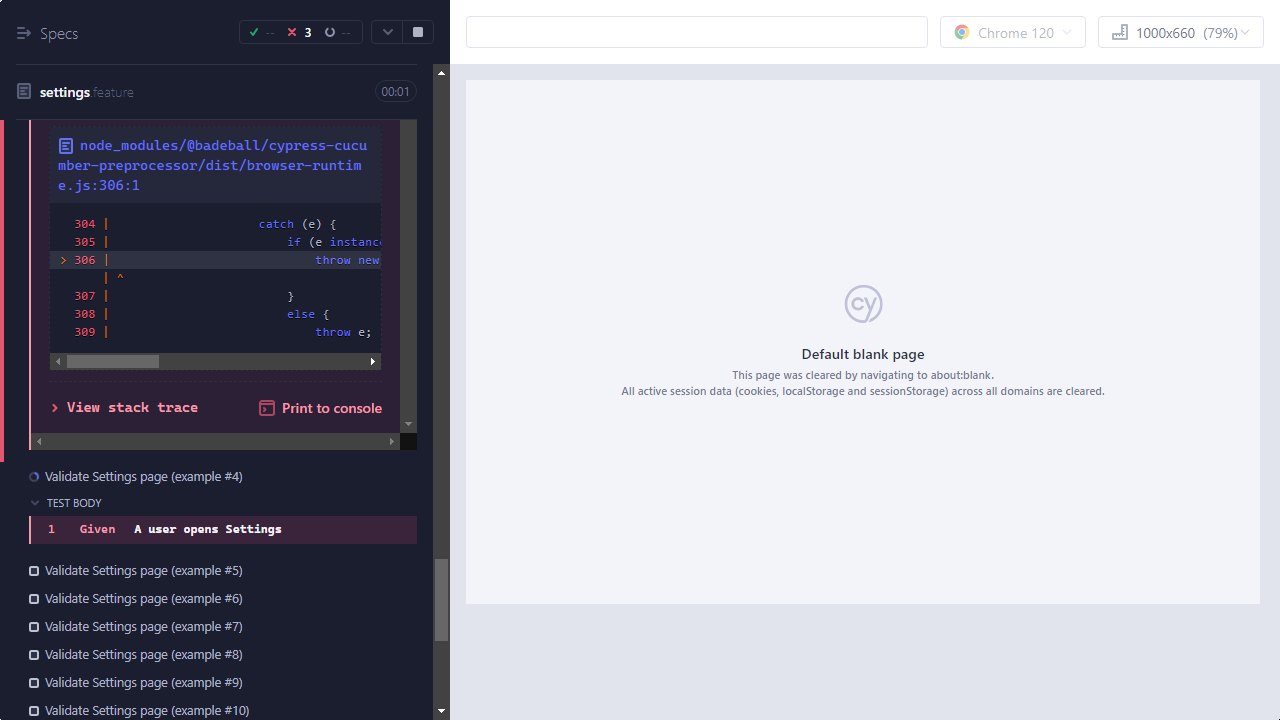 Specs
-- 3 --
settings.feature
00:01
node_modules/@badeball/cypress-cucu
mber-preprocessor/dist/browser-runtim
e.js:306:1
304 | catch (e) {
305 | if (e instanc
> 306 | throw new
| ^
307 | }
308 | else {
309 | throw e;
View stack trace
Print to console
Validate Settings page (example #4)
TEST BODY
1 Given A user opens Settings
Validate Settings page (example #5)
Validate Settings page (example #6)
Validate Settings page (example #7)
Validate Settings page (example #8)
Validate Settings page (example #9)
Validate Settings page (example #10)
Chrome 120
1000x660 (79%)
cy
Default blank page
This page was cleared by navigating to about:blank.
All active session data (cookies, localStorage and sessionStorage) across all domains are cleared.